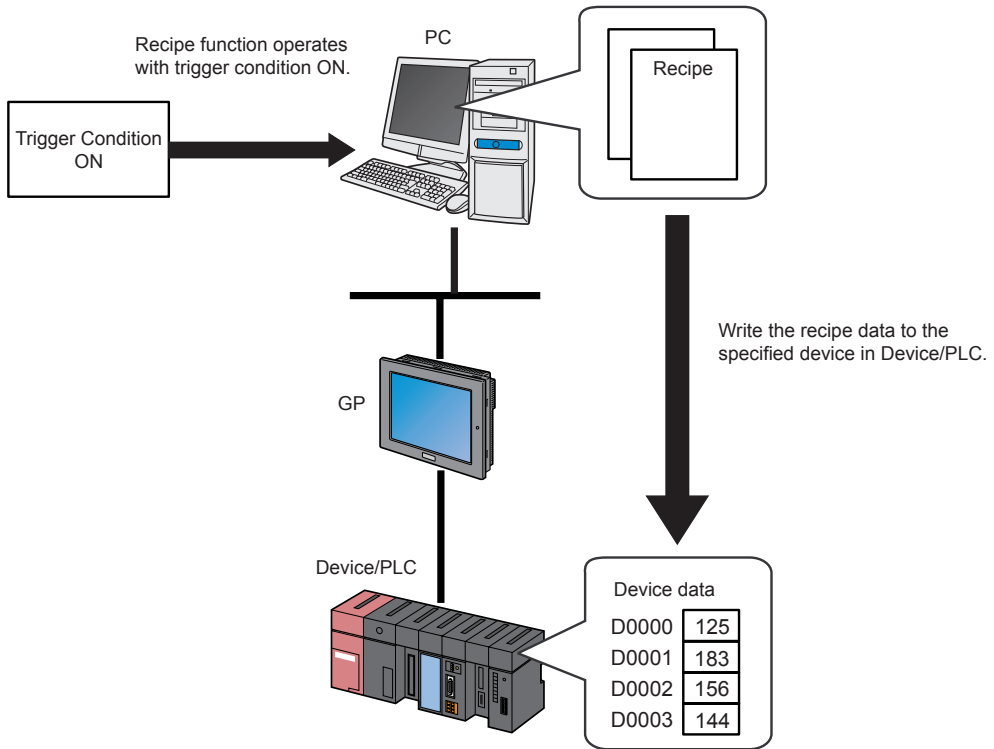 Recipe function operates
with trigger condition ON.
PC
Recipe
Trigger Condition
ON
Write the recipe data to the
specified device in Device/PLC.
GP
Device/PLC
Device data
D0000 125
D0001 183
D0002 156
D0003 144